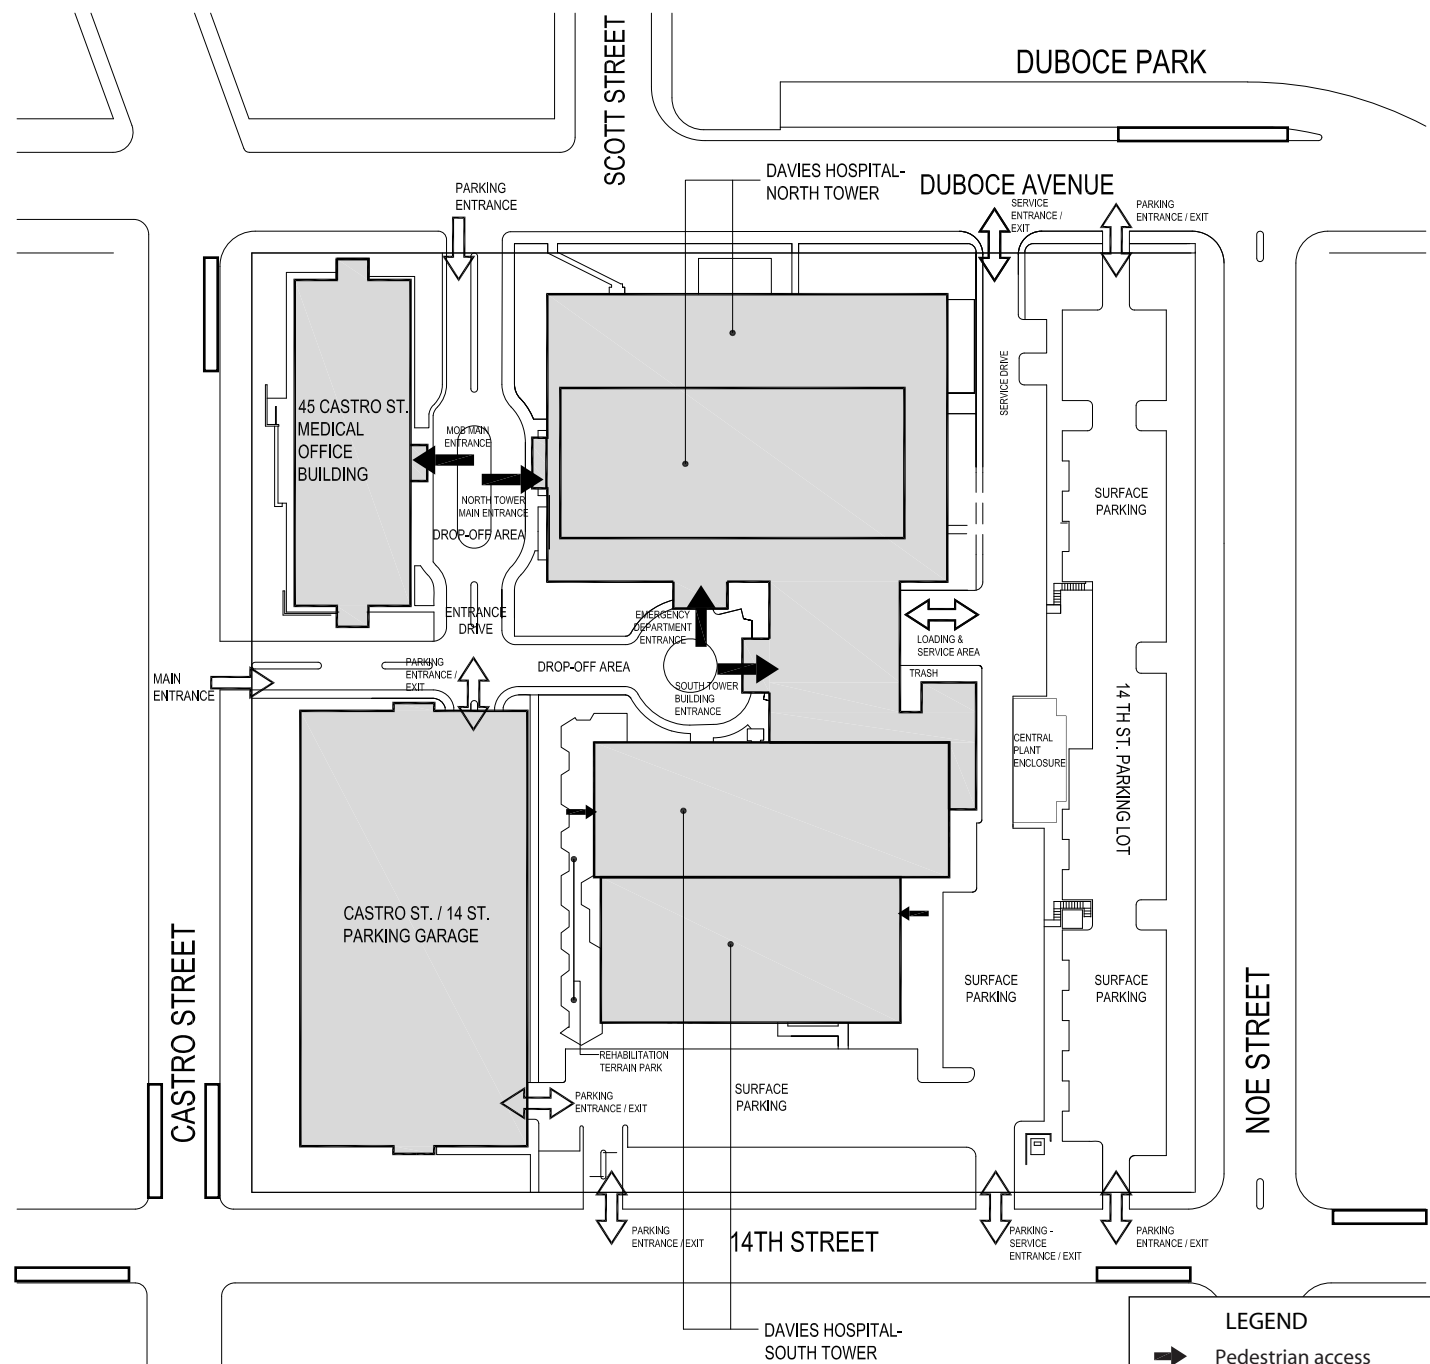 SCOTT STREET
DUBOCE PARK
DAVIES HOSPITAL-
NORTH TOWER
DUBOCE AVENUE
PARKING
ENTRANCE
SERVICE
ENTRANCE /
EXIT
PARKING
ENTRANCE / EXIT
SERVICE DRIVE
45 CASTRO ST.
MEDICAL
OFFICE
BUILDING
MOB MAIN
ENTRANCE
NORTH TOWER
MAIN ENTRANCE
DROP-OFF AREA
SURFACE
PARKING
ENTRANCE
DRIVE
EMERGENCY
DEPARTMENT
ENTRANCE
LOADING &
SERVICE AREA
TRASH
PARKING
ENTRANCE /
EXIT
DROP-OFF AREA
MAIN
ENTRANCE
SOUTH TOWER
BUILDING
ENTRANCE
CENTRAL
PLANT
ENCLOSURE
14 TH ST. PARKING LOT
CASTRO ST. / 14 ST.
PARKING GARAGE
CASTRO STREET
SURFACE
PARKING
SURFACE
PARKING
NOE STREET
REHABILITATION
TERRAIN PARK
PARKING
ENTRANCE / EXIT
SURFACE
PARKING
PARKING
ENTRANCE / EXIT
14TH STREET
PARKING -
SERVICE
ENTRANCE / EXIT
PARKING
ENTRANCE / EXIT
DAVIES HOSPITAL-
SOUTH TOWER
LEGEND
Pedestrian access